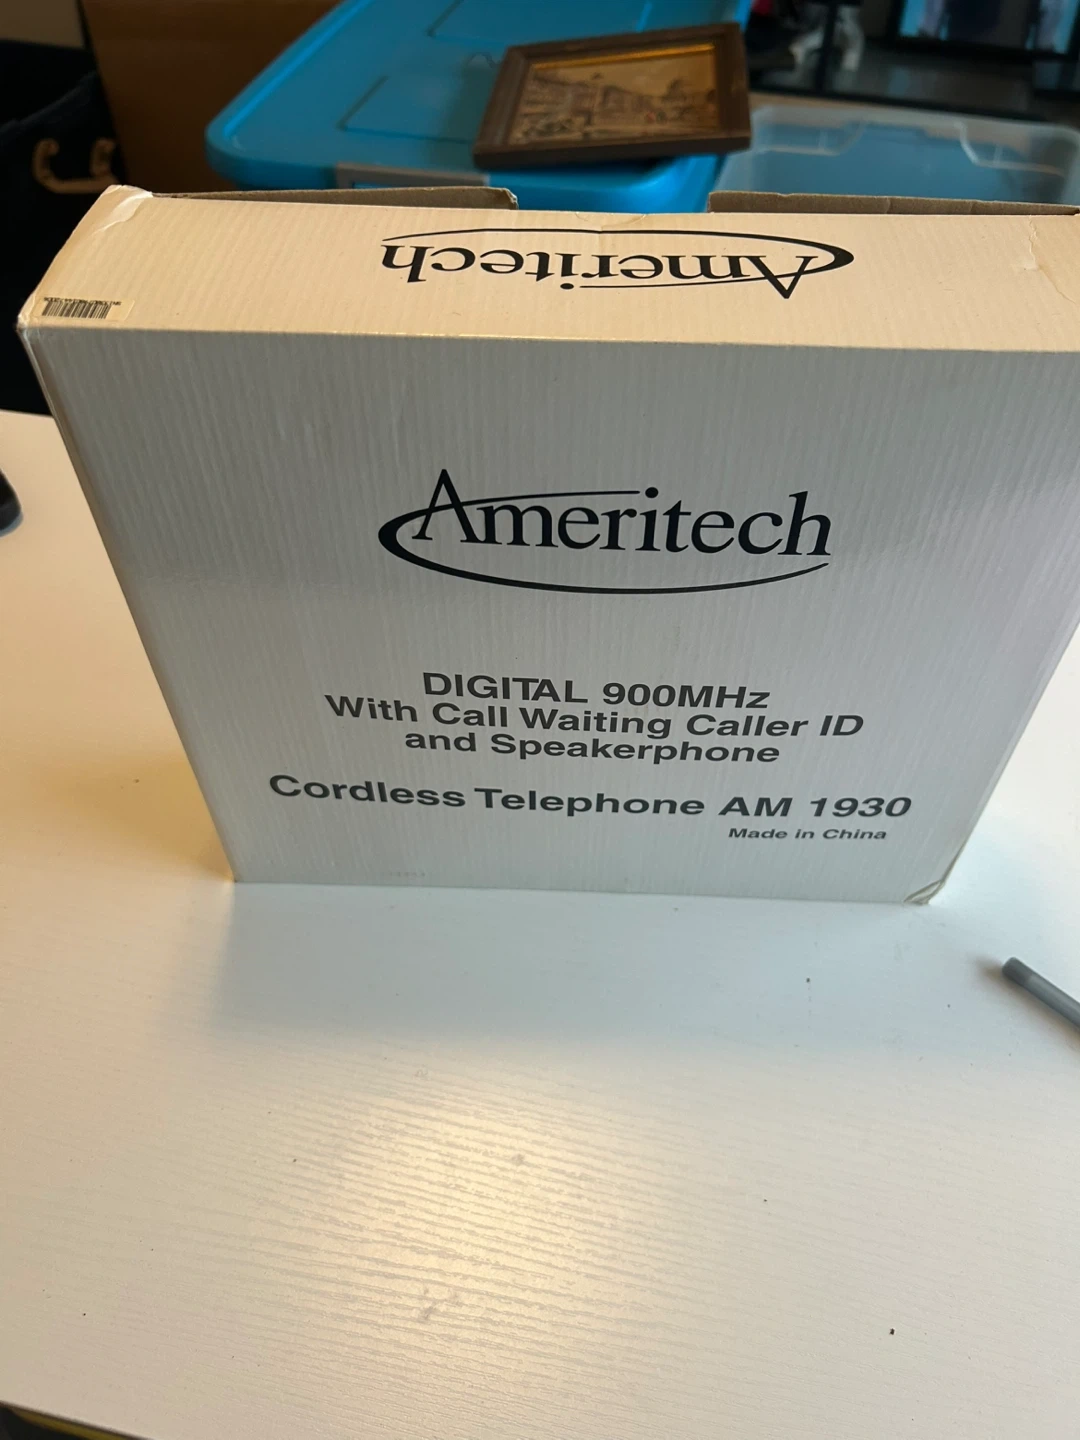 Ameritech
Ameritech
DIGITAL 900MHz
With Call Waiting Caller ID
and Speakerphone
Cordless Telephone AM 1930
Made in China